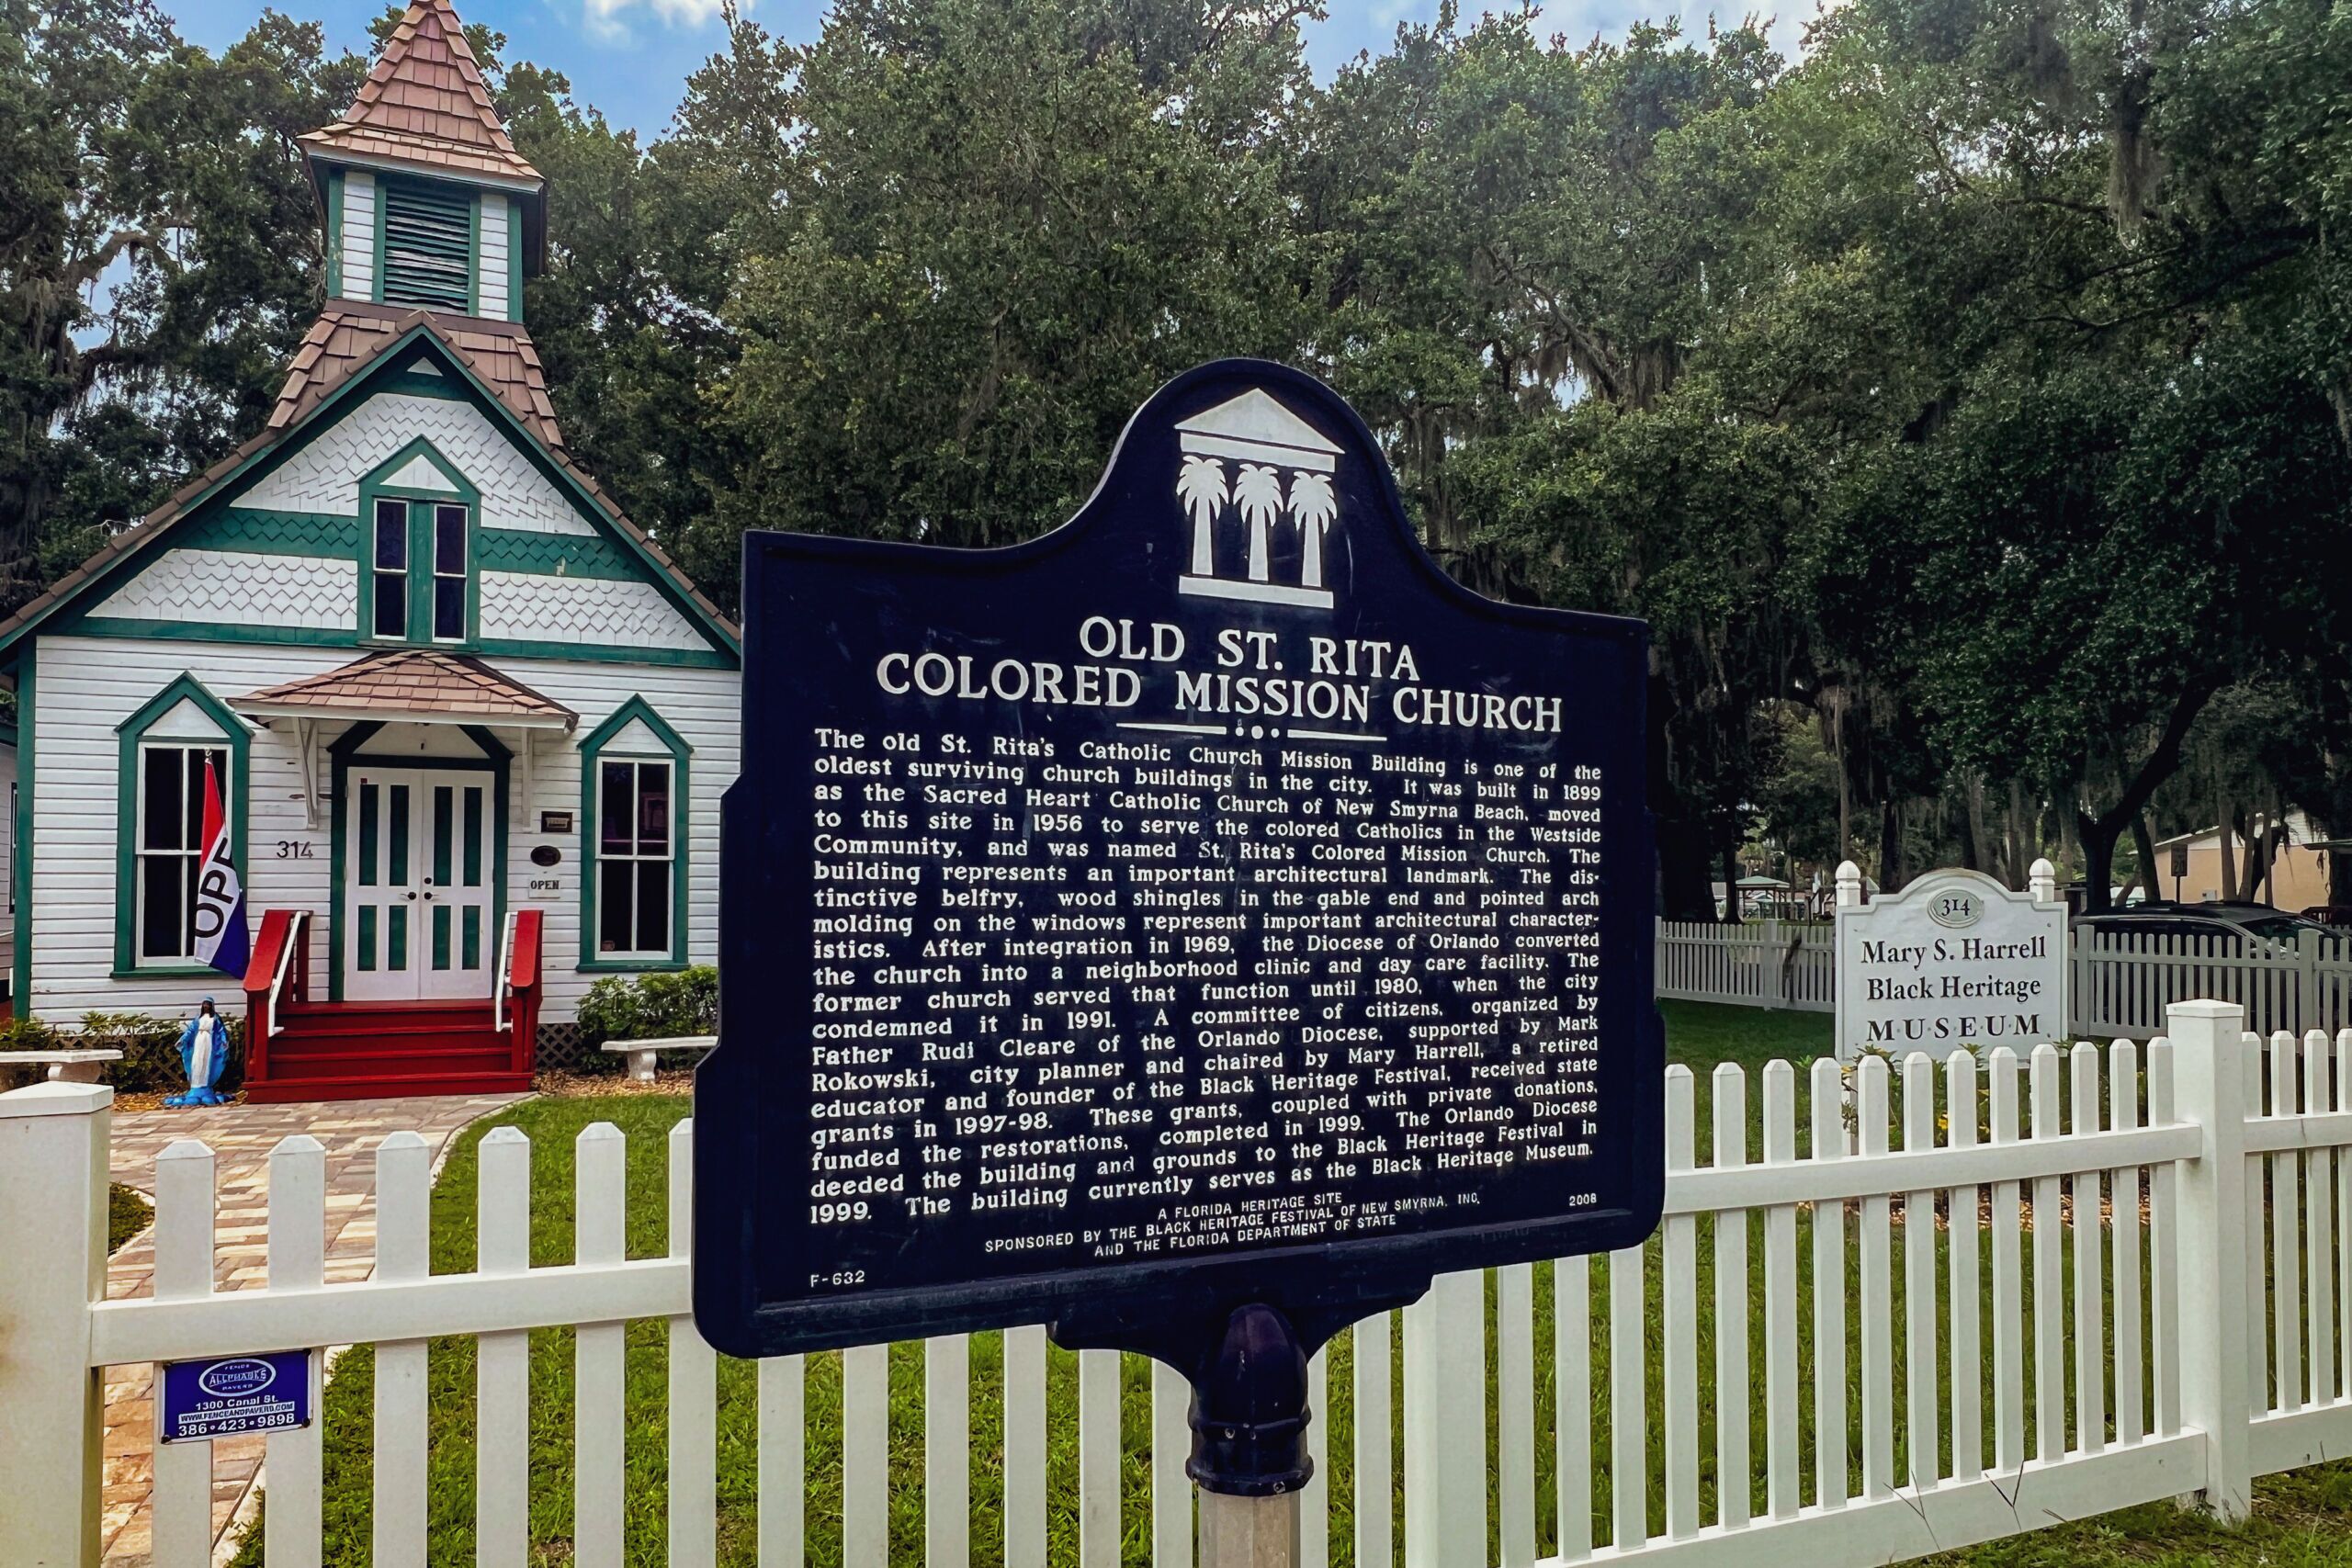 OLD ST. RITA
COLORED MISSION CHURCH
The old St. Rita's Catholic Church Mission Building is one of the
oldest surviving church buildings in the city. It was built in 1899
as the Sacred Heart Catholic Church of New Smyrna Beach, moved
to this site in 1956 to serve the colored Catholics in the Westside
Community, and was named St. Rita's Colored Mission Church. The
building represents an important architectural landmark. The dis-
tinctive belfry, wood shingles in the gable end and pointed arch
molding on the windows represent important architectural character-
istics. After integration in 1969, the Diocese of Orlando converted
the church into a neighborhood clinic and day care facility. The
former church served that function until 1980, when the city
condemned it in 1991. A committee of citizens, organized by
Father Rudi Cleare of the Orlando Diocese, supported by Mark
Rokowski, city planner and chaired by Mary Harrell, a retired
educator and founder of the Black Heritage Festival, received state
grants in 1997-98. These grants, coupled with private donations,
funded the restorations, completed in 1999. The Orlando Diocese
deeded the building and grounds to the Black Heritage Festival in
1999. The building currently serves as the Black Heritage Museum.
A FLORIDA HERITAGE SITE
SPONSORED BY THE BLACK HERITAGE FESTIVAL OF NEW SMYRNA, INC.
AND THE FLORIDA DEPARTMENT OF STATE
2008
F-632
314
OPE
OPEN
314
Mary S. Harrell
Black Heritage
MUSEUM
FENCE
ALLPHASES
PAVERS
1300 Canal St.
WWW.FENCEANDPAVERS.COM
386•423•9898